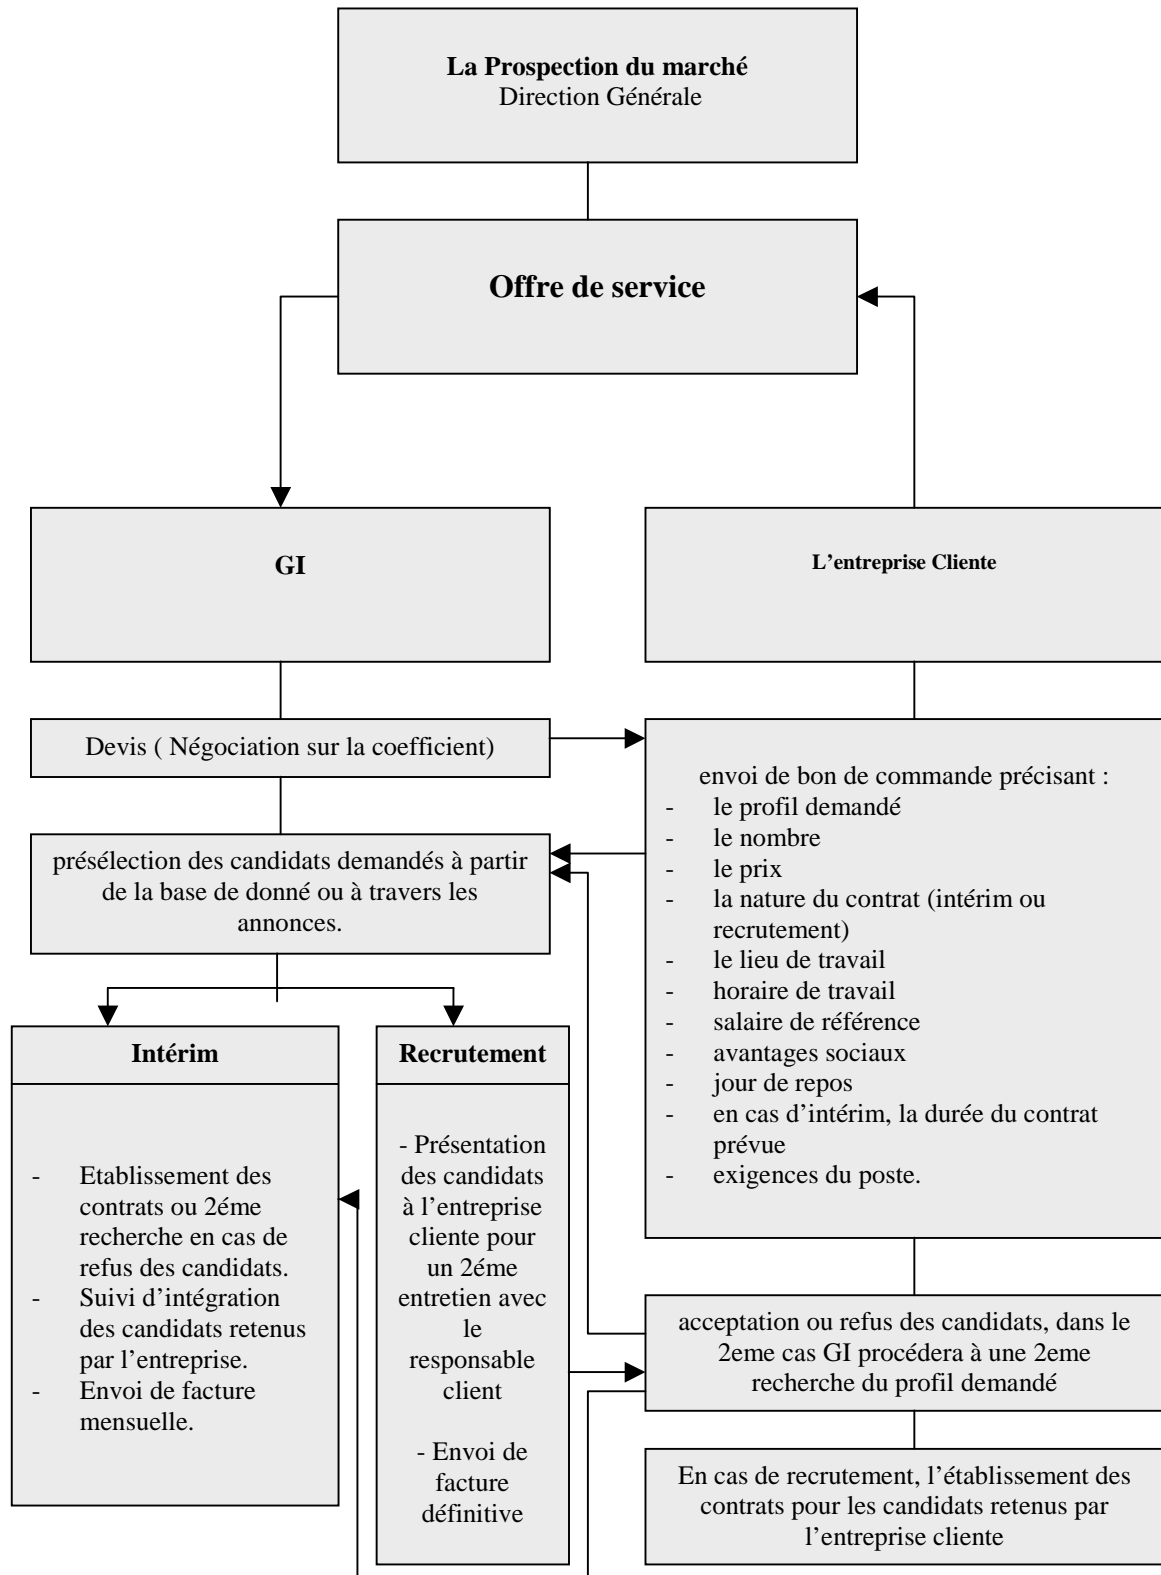 La Prospection du marché
Direction Générale
Offre de service
GI
L’entreprise Cliente
Devis ( Négociation sur la coefficient)
envoi de bon de commande précisant :
- le profil demandé
- le nombre
- le prix
- la nature du contrat (intérim ou
recrutement)
- le lieu de travail
- horaire de travail
- salaire de référence
- avantages sociaux
- jour de repos
- en cas d’intérim, la durée du contrat
prévue
- exigences du poste.
présélection des candidats demandés à partir
de la base de donné ou à travers les
annonces.
Intérim
- Etablissement des
contrats ou 2éme
recherche en cas de
refus des candidats.
- Suivi d’intégration
des candidats retenus
par l’entreprise.
- Envoi de facture
mensuelle.
Recrutement
- Présentation
des candidats
à l’entreprise
cliente pour
un 2éme
entretien avec
le
responsable
client
- Envoi de
facture
définitive
acceptation ou refus des candidats, dans le
2eme cas GI procédera à une 2eme
recherche du profil demandé
En cas de recrutement, l’établissement des
contrats pour les candidats retenus par
l’entreprise cliente